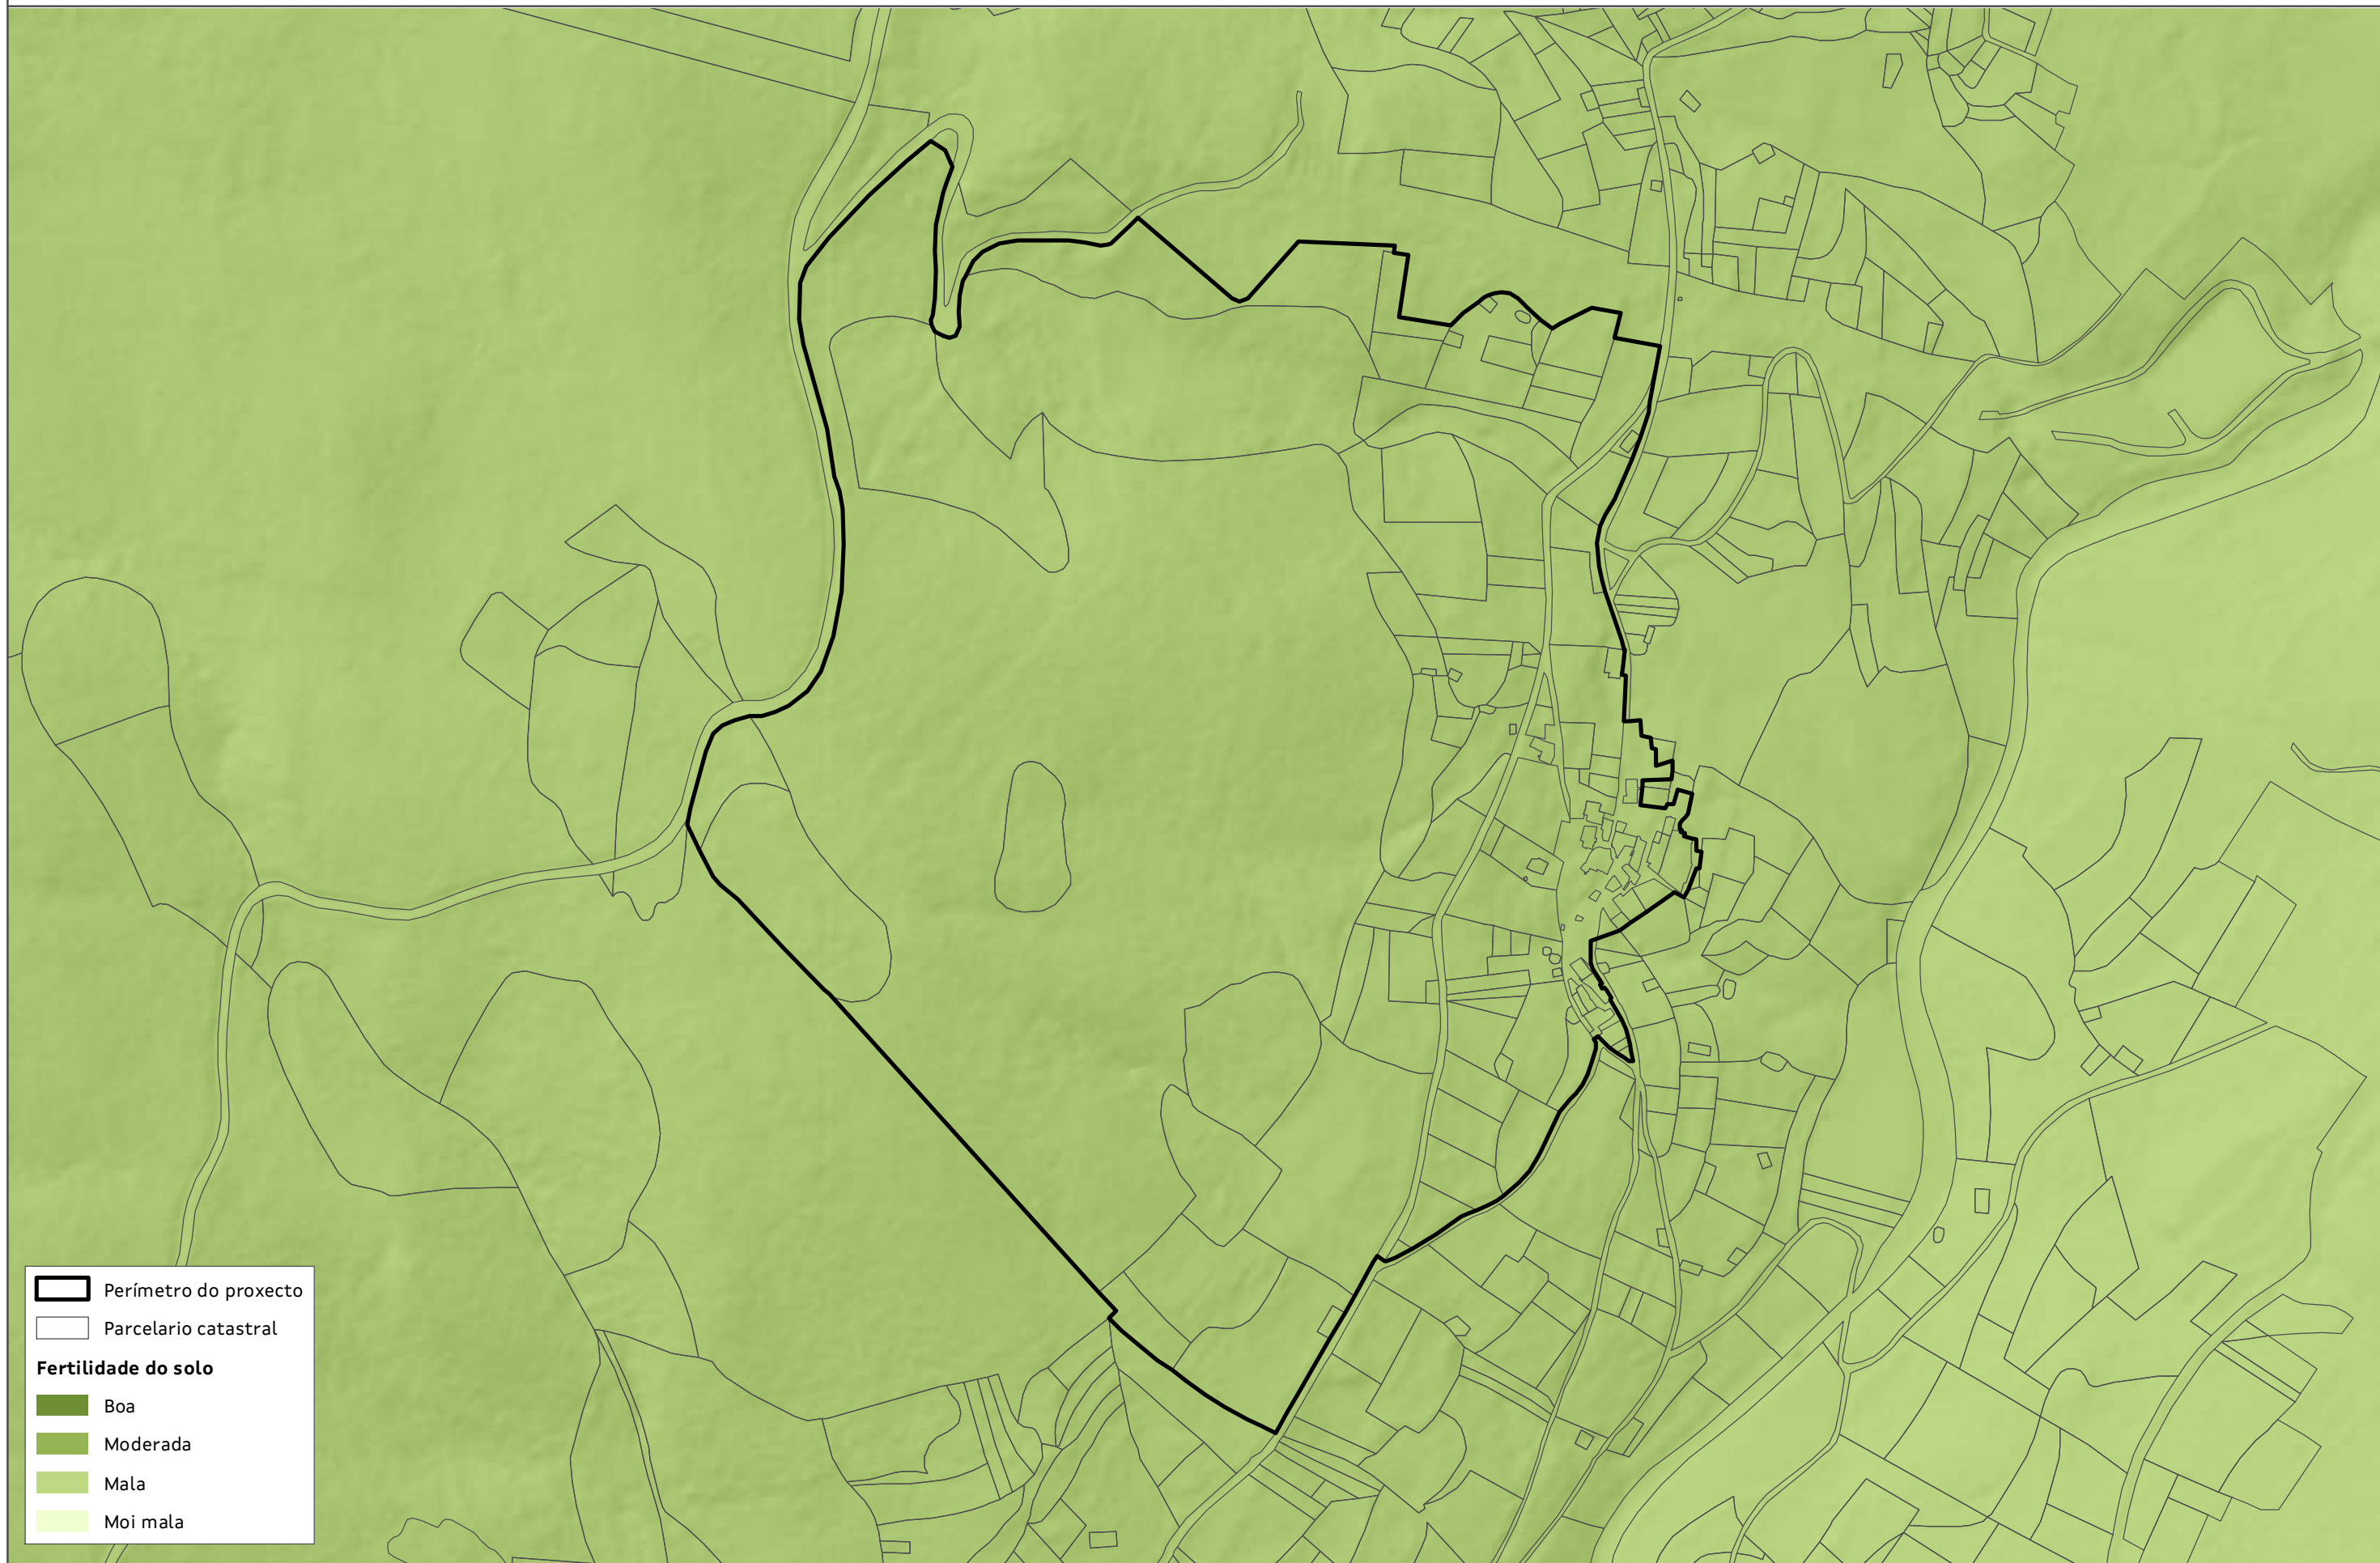 Perímetro do proxecto
Parcelario catastral
Fertilidade do solo
Boa
Moderada
Mala
Moi mala